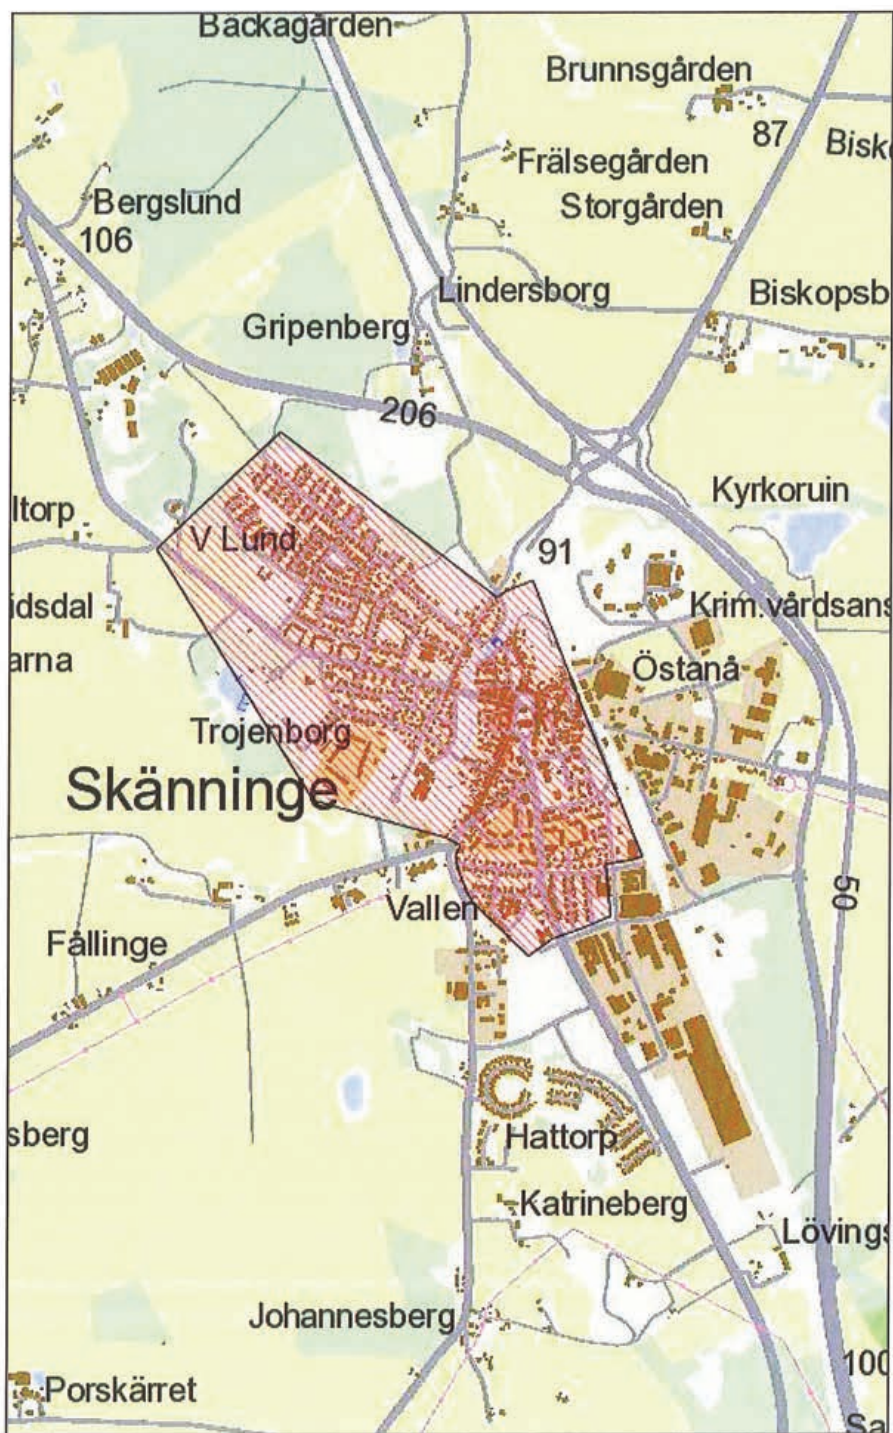 Bäckagården
Brunnsgården
87
Bisk
Frälsegården
Storgården
Bergslund
106
Lindersborg
Biskopsb
Gripenberg
206
Kyrkoruin
ltorp
V Lund
91
idsdal
Krim.vårdsans
arna
Östanå
Trojenborg
Skänninge
50
Vallen
Fållinge
sberg
Hattorp
Katrineberg
Lövings
Johannesberg
100
Porskärret
Sa